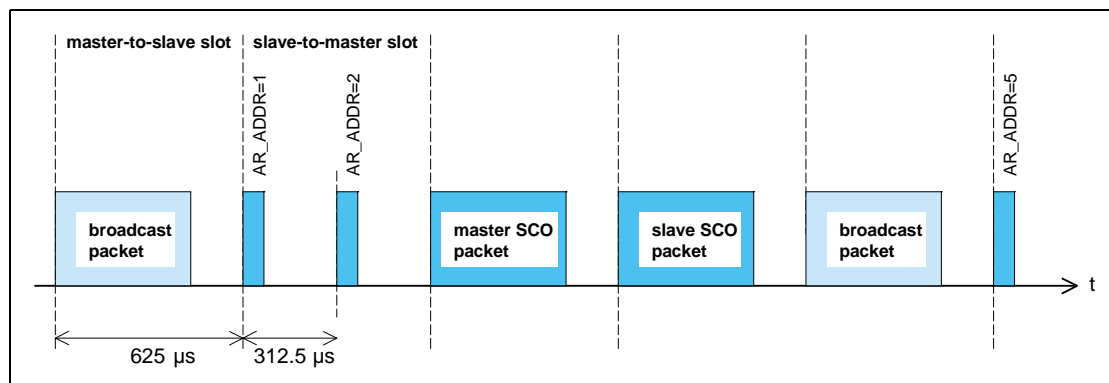 master-to-slave slot
slave-to-master slot
AR_ADDR=1
AR_ADDR=2
AR_ADDR=5
broadcast
packet
master SCO
packet
slave SCO
packet
broadcast
packet
t
625 µs
312.5 µs